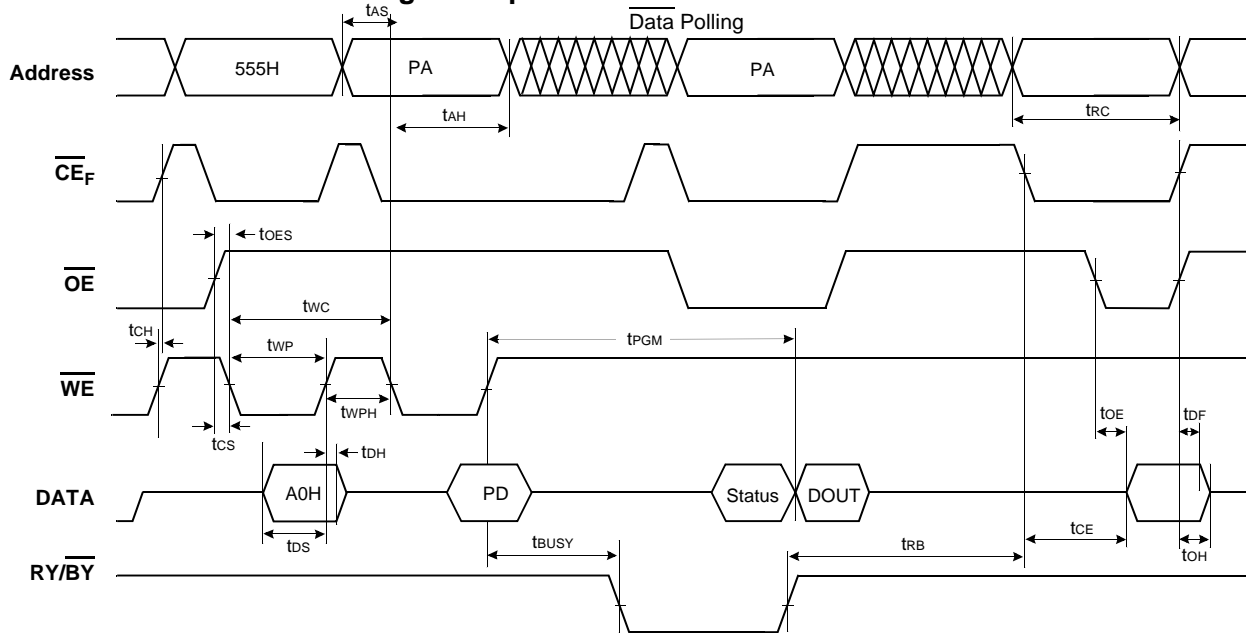 tAS
Data Polling
Address
555H
PA
PA
tAH
tRC
CEF
tOES
OE
tWC
tCH
tWP
tPGM
WE
tWPH
tOE
tDF
tCS
tDH
DATA
A0H
PD
Status
DOUT
tDS
tBUSY
tRB
tCE
tOH
RY/BY